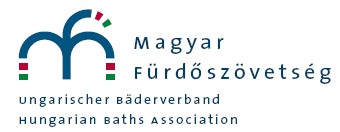 Magyar
Fürdőszövetség
Ungarischer Bäderverband
Hungarian Baths Association